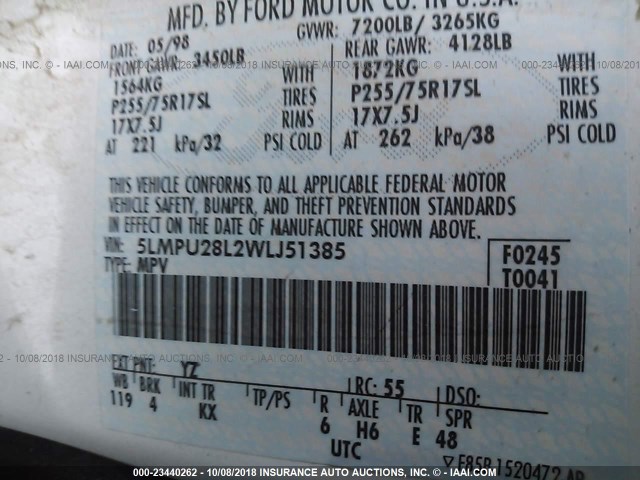 MFD. BY FORD MOTOR CO. IN U.S.A.
DATE: 05/98 GVWR: 7200LB/ 3265KG
FRONT GAWR: 3450LB REAR GAWR: 4128LB
1564KG WITH 1872KG WITH
P255/75R17SL TIRES P255/75R17SL TIRES
17X7.5J RIMS 17X7.5J RIMS
AT 221 kPa/32 PSI COLD AT 262 kPa/38 PSI COLD
THIS VEHICLE CONFORMS TO ALL APPLICABLE FEDERAL MOTOR
VEHICLE SAFETY, BUMPER, AND THEFT PREVENTION STANDARDS
IN EFFECT ON THE DATE OF MANUFACTURE SHOWN ABOVE.
VIN: 5LMPU28L2WLJ51385 F0245
TYPE: MPV T0041
EXT PNT: YZ RC: 55 DSO:
WB BRK INT TR TP/PS R AXLE TR SPR
119 4 KX 6 H6 E 48
UTC
▽F85B 1520472
00-23440262 - 10/08/2018 INSURANCE AUTO AUCTIONS - © IAAI.COM